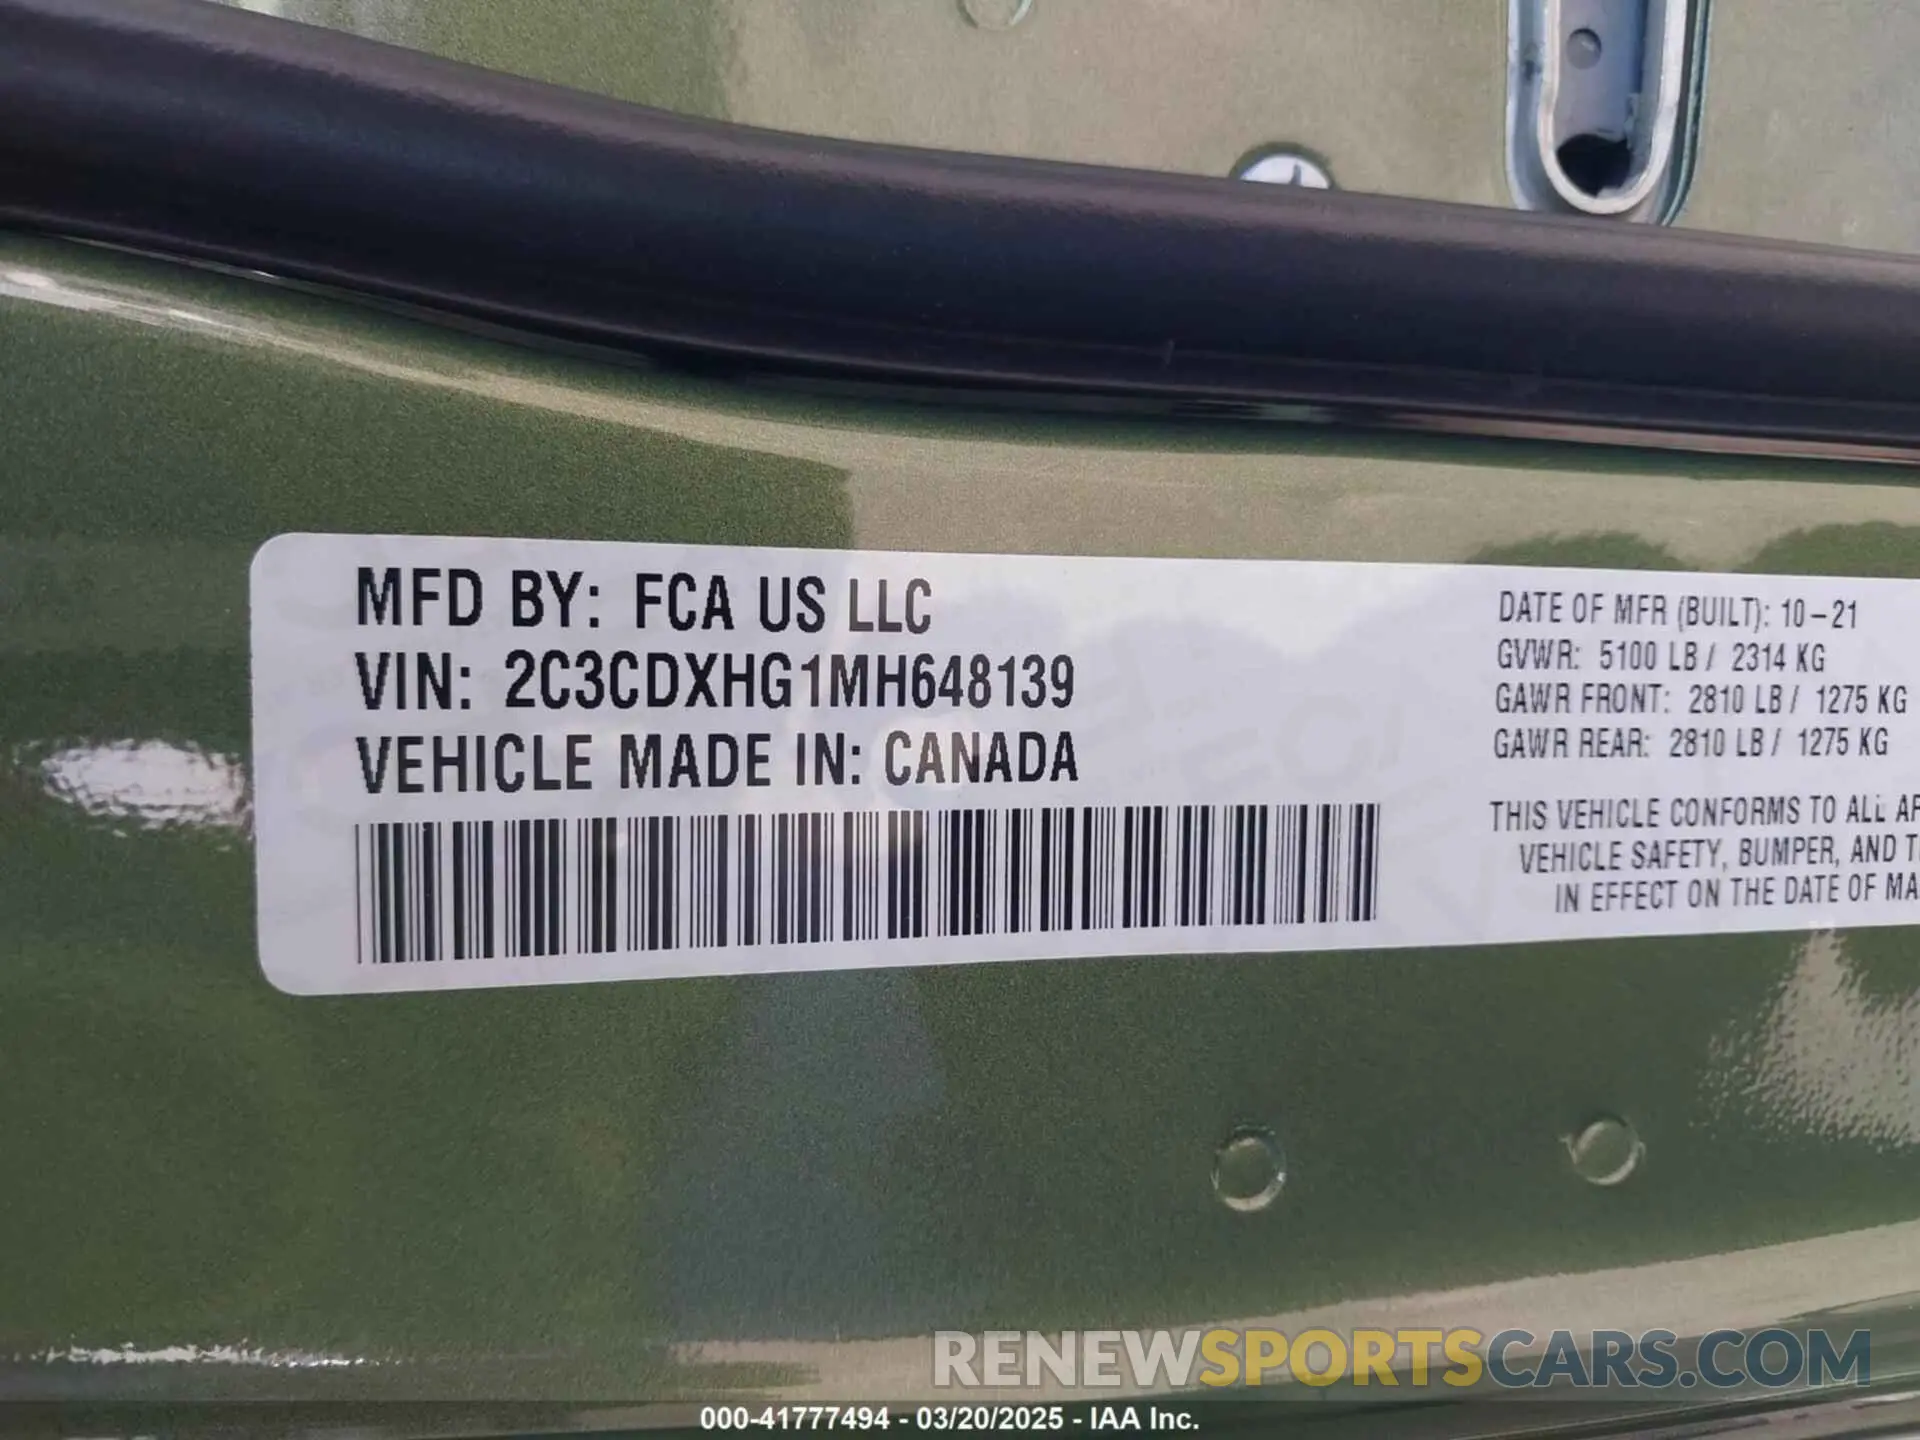 MFD BY: FCA US LLC
VIN: 2C3CDXHG1MH648139
VEHICLE MADE IN: CANADA
DATE OF MFR (BUILT): 10-21
GVWR: 5100 LB / 2314 KG
GAWR FRONT: 2810 LB / 1275 KG
GAWR REAR: 2810 LB / 1275 KG
THIS VEHICLE CONFORMS TO ALL
VEHICLE SAFETY, BUMPER, AND
IN EFFECT ON THE DATE OF
RENEWSPORTSCARS.COM
000-41777494 - 03/20/2025 - IAA Inc.